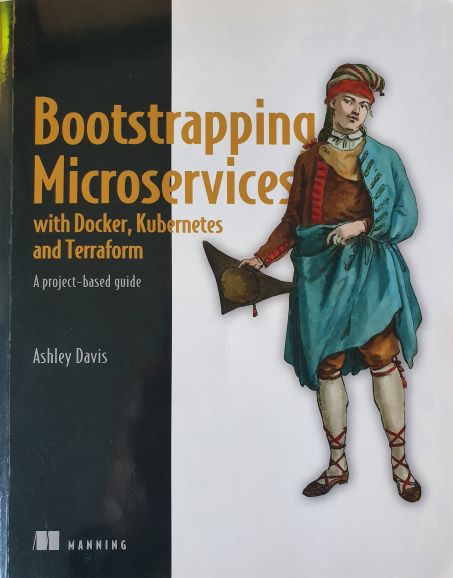 Bootstrapping
Microservices
with Docker, Kubernetes
and Terraform
A project-based guide
Ashley Davis
MANNING